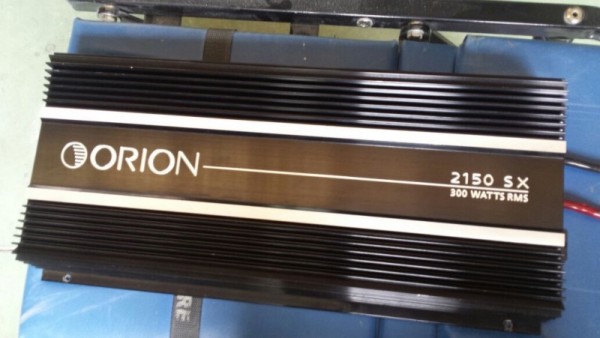 ORION
2150 SX
300 WATTS RMS